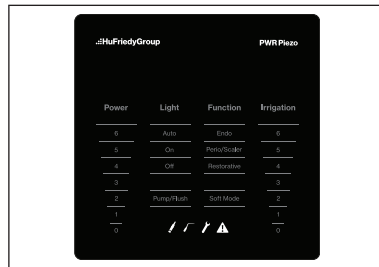 .:HuFriedyGroup PWR Piezo
Power Light Function Irrigation
6 Auto Endo 6
5 On Perio/Scaler 5
4 Off Restorative 4
3 3
2 Pump/Flush Soft Mode 2
1 1
0 0